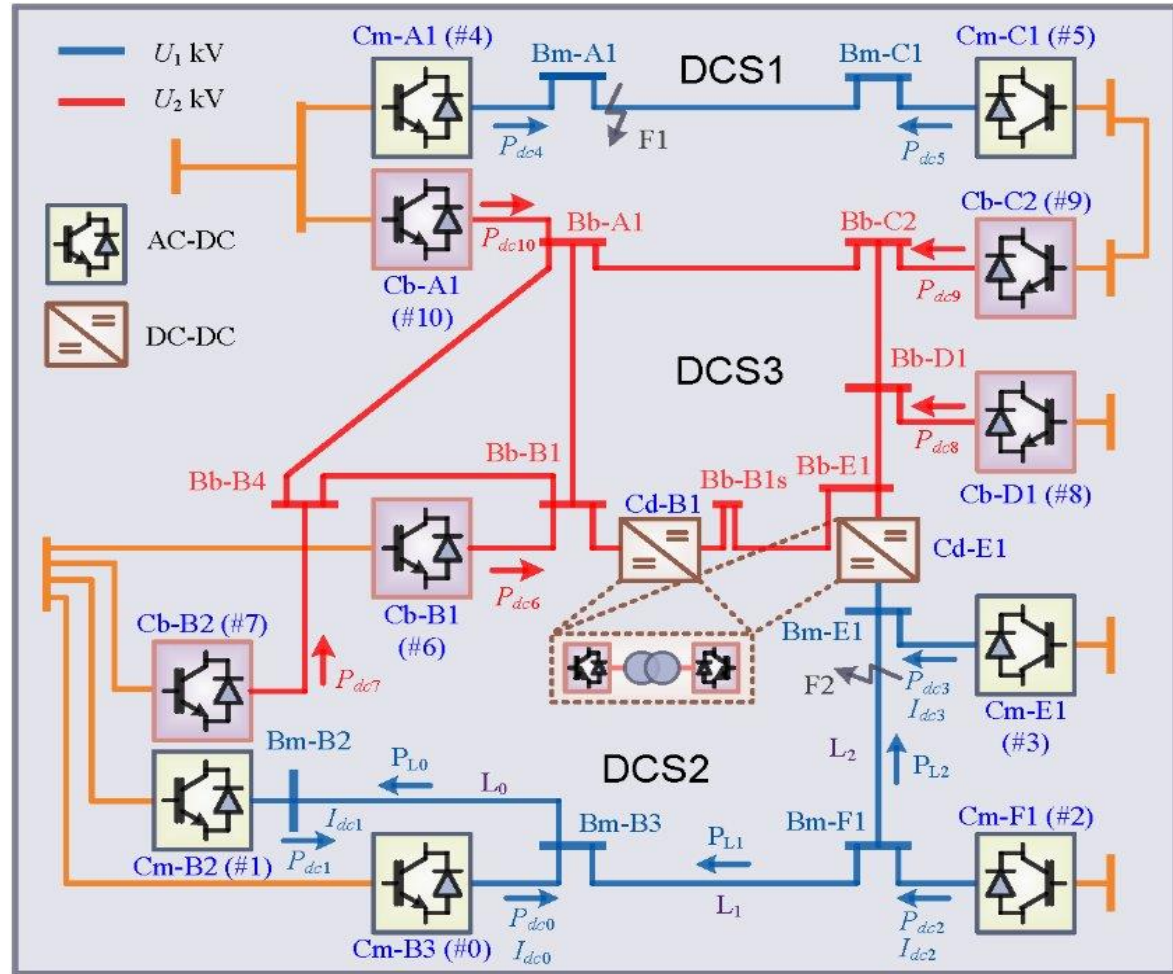 U1 kV
U2 kV
AC-DC
DC-DC
Cm-A1 (#4)
Bm-A1
DCS1
Bm-C1
Cm-C1 (#5)
Pdc4
F1
Pdc5
Cb-A1
(#10)
Pdc10
Bb-A1
Bb-C2
Cb-C2 (#9)
Pdc9
DCS3
Bb-D1
Pdc8
Cb-D1 (#8)
Bb-B4
Bb-B1
Bb-B1s
Bb-E1
Cd-B1
Cd-E1
Pdc6
Cb-B1
(#6)
Cb-B2 (#7)
Pdc7
Bm-E1
F2
Pdc3
Idc3
Cm-E1
(#3)
Bm-B2
PL0
L0
DCS2
L2
PL2
Idc1
Pdc1
Cm-B2 (#1)
Bm-B3
PL1
L1
Bm-F1
Cm-F1 (#2)
Pdc0
Idc0
Cm-B3 (#0)
Pdc2
Idc2